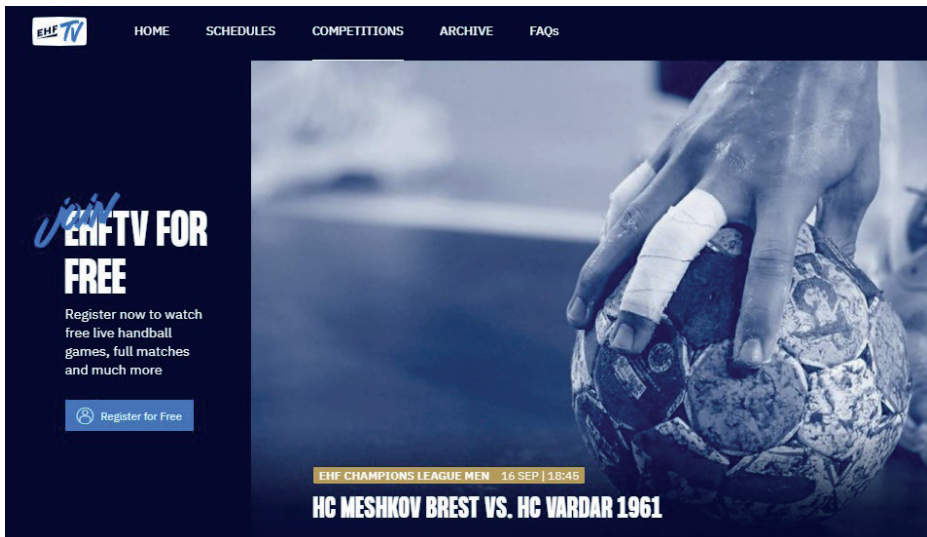 EHF TV
HOME
SCHEDULES
COMPETITIONS
ARCHIVE
FAQs
join
EHFTV FOR
FREE
Register now to watch
free live handball
games, full matches
and much more
Register for Free
EHF CHAMPIONS LEAGUE MEN 16 SEP | 18:45
HC MESHKOV BREST VS. HC VARDAR 1961